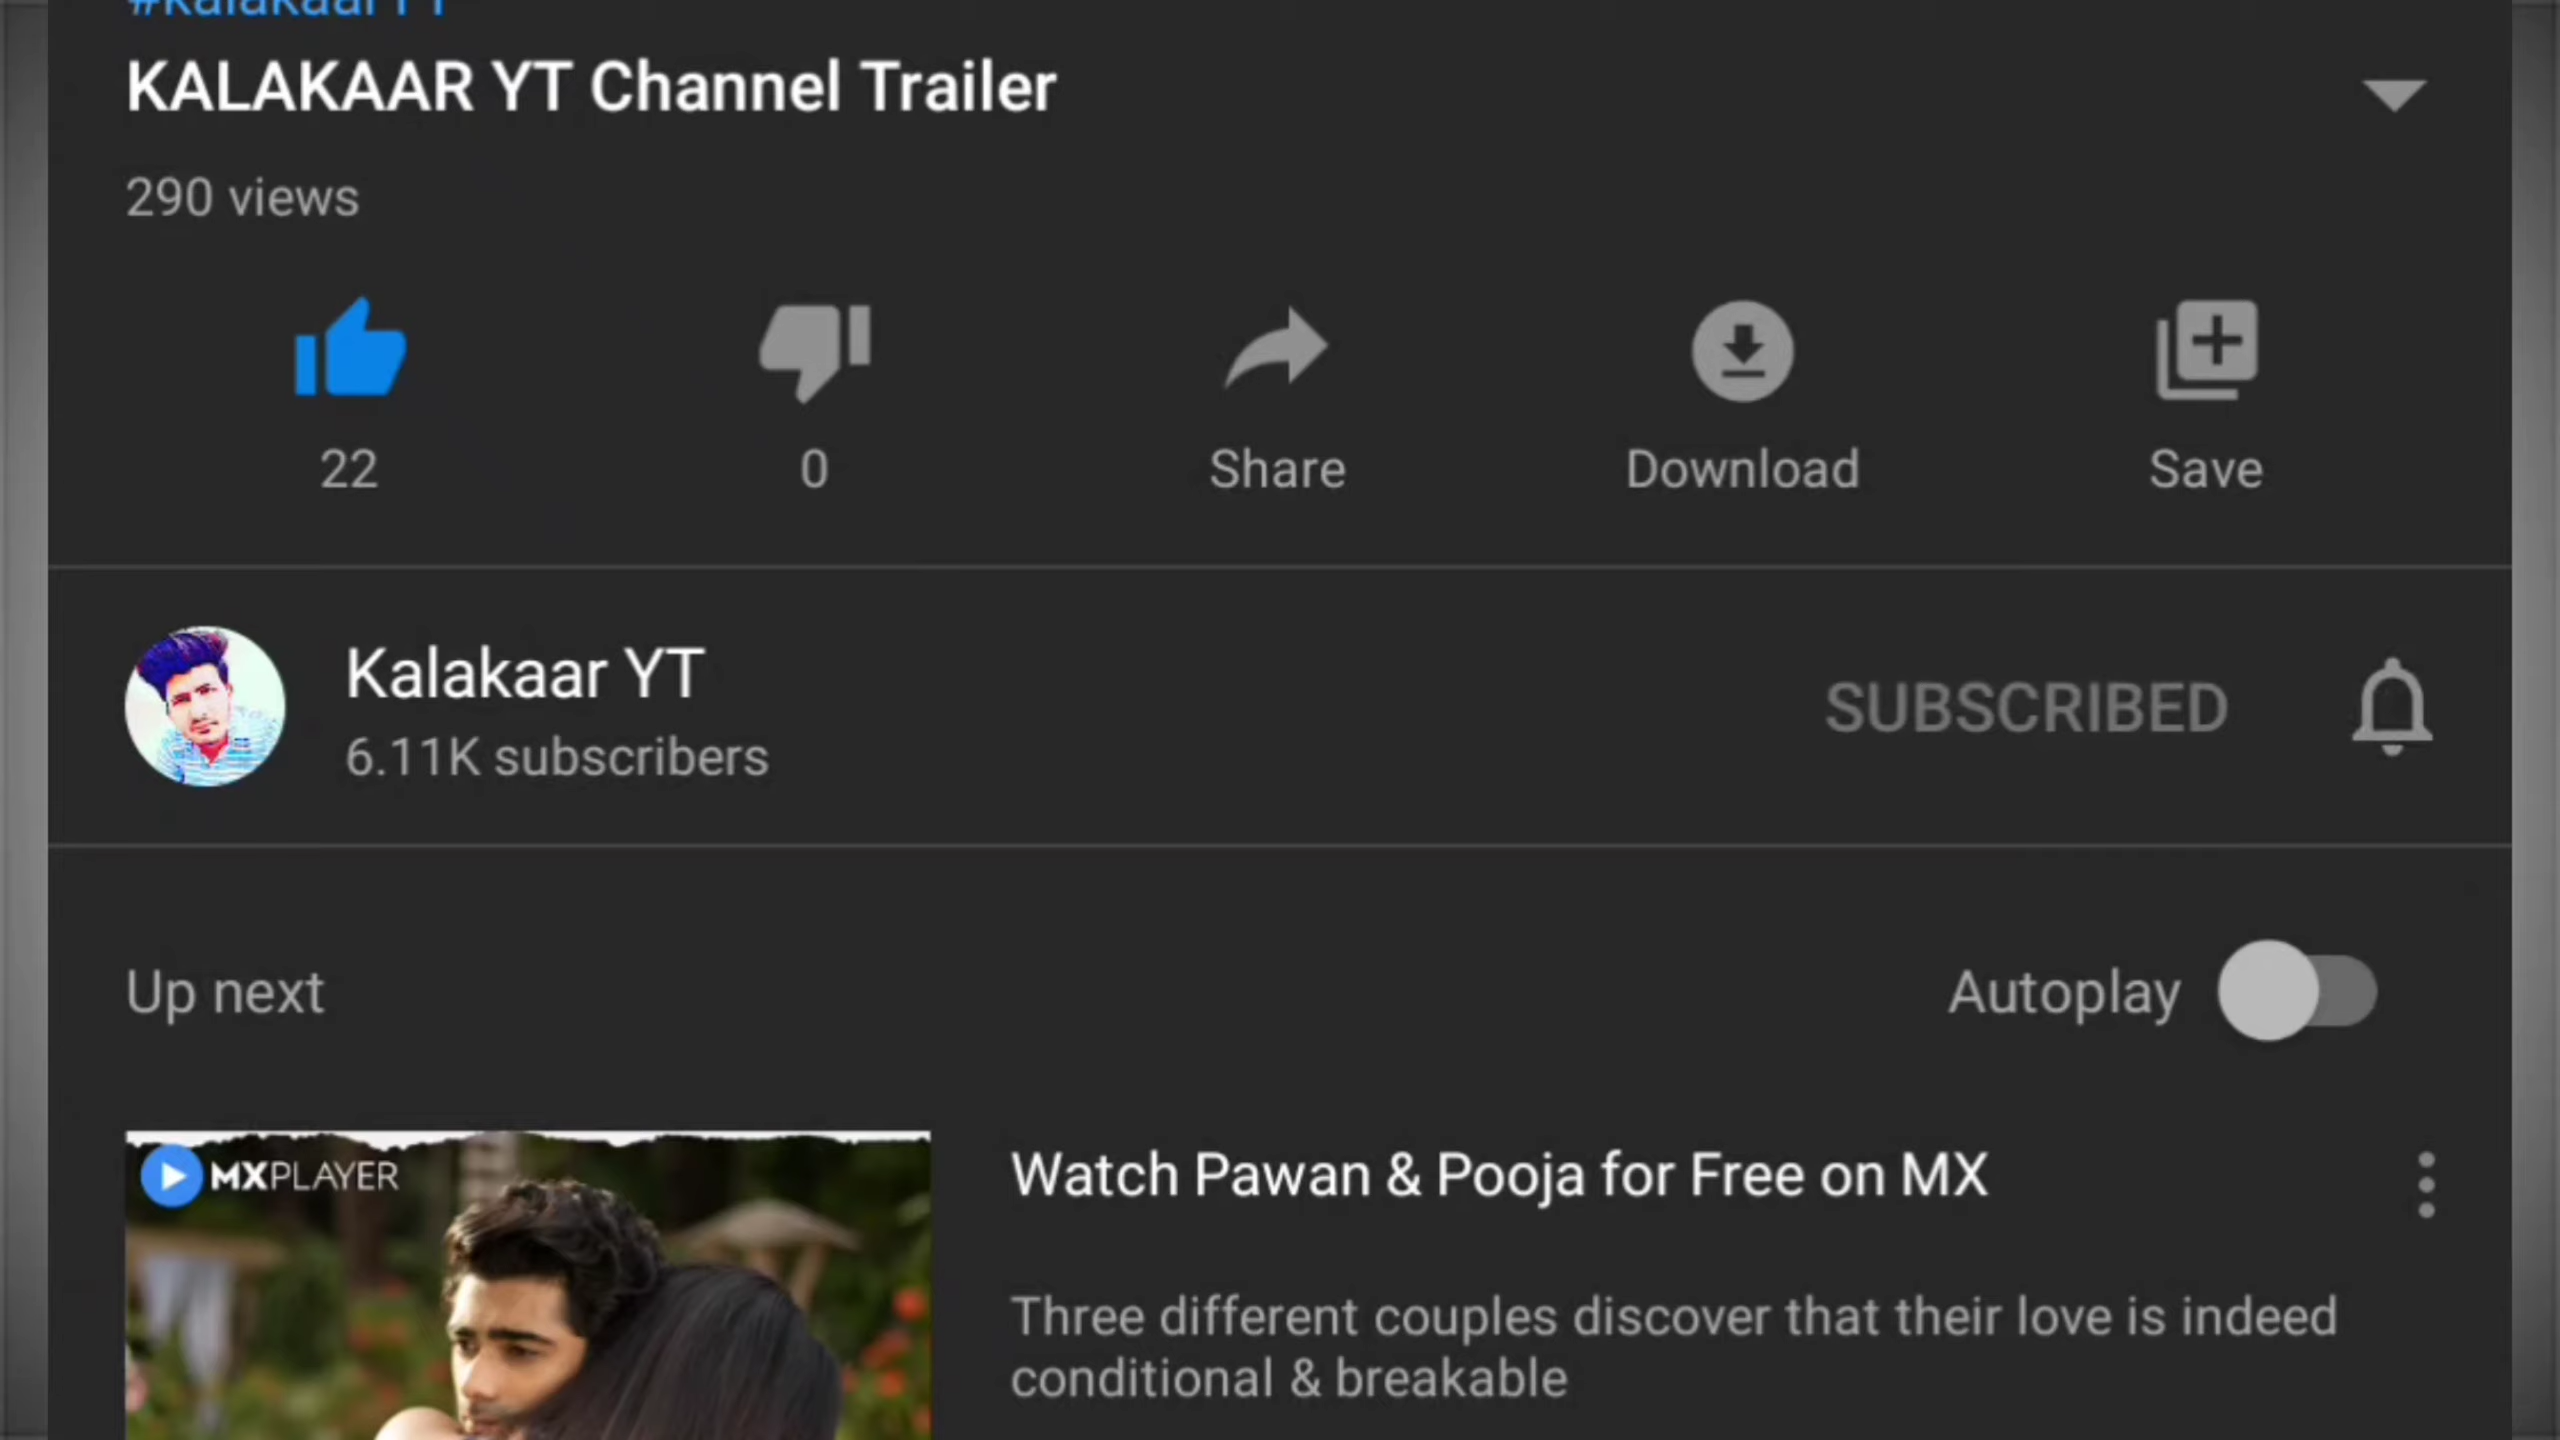 #KalakaarYT
KALAKAAR YT Channel Trailer
290 views
22
0
Share
Download
Save
Kalakaar YT
6.11K subscribers
SUBSCRIBED
Up next
Autoplay
MXPLAYER
Watch Pawan & Pooja for Free on MX
Three different couples discover that their love is indeed
conditional & breakable